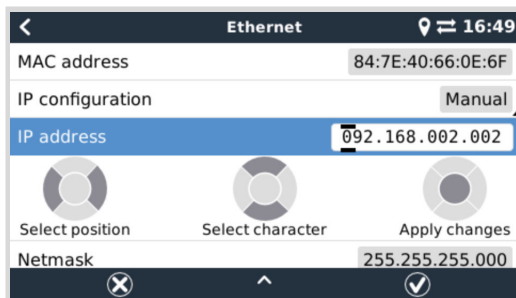 Ethernet 16:49
MAC address 84:7E:40:66:0E:6F
IP configuration Manual
IP address 092.168.002.002
Select position Select character Apply changes
Netmask 255.255.255.000